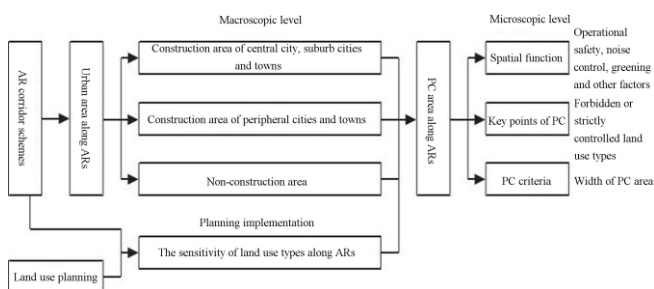 Macroscopic level
Microscopic level
AR corridor schemes
Urban area along ARs
Construction area of central city, suburb cities
and towns
Construction area of peripheral cities and towns
Non-construction area
Planning implementation
The sensitivity of land use types along ARs
Land use planning
PC area along ARs
Spatial function
Operational
safety, noise
control, greening
and other factors
Key points of PC
Forbidden or
strictly
controlled land
use types
PC criteria
Width of PC area